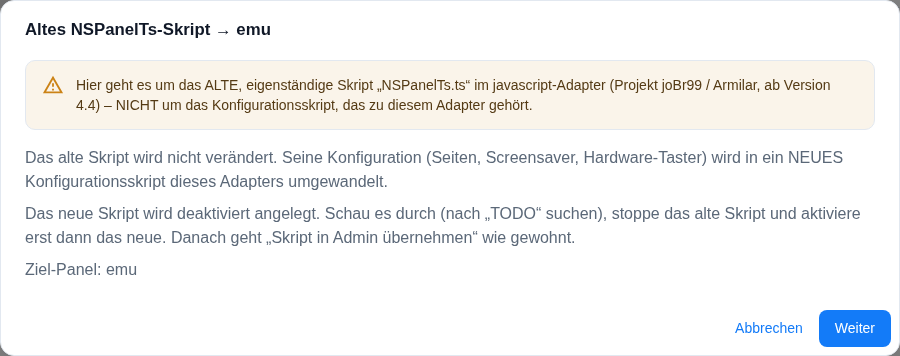 Altes NSPanelTs-Skript → emu
Hier geht es um das ALTE, eigenständige Skript „NSPanelTs.ts“ im javascript-Adapter (Projekt joBr99 / Armilar, ab Version
4.4) – NICHT um das Konfigurationsskript, das zu diesem Adapter gehört.
Das alte Skript wird nicht verändert. Seine Konfiguration (Seiten, Screensaver, Hardware-Taster) wird in ein NEUES
Konfigurationsskript dieses Adapters umgewandelt.
Das neue Skript wird deaktiviert angelegt. Schau es durch (nach „TODO“ suchen), stoppe das alte Skript und aktiviere
erst dann das neue. Danach geht „Skript in Admin übernehmen“ wie gewohnt.
Ziel-Panel: emu
Abbrechen
Weiter